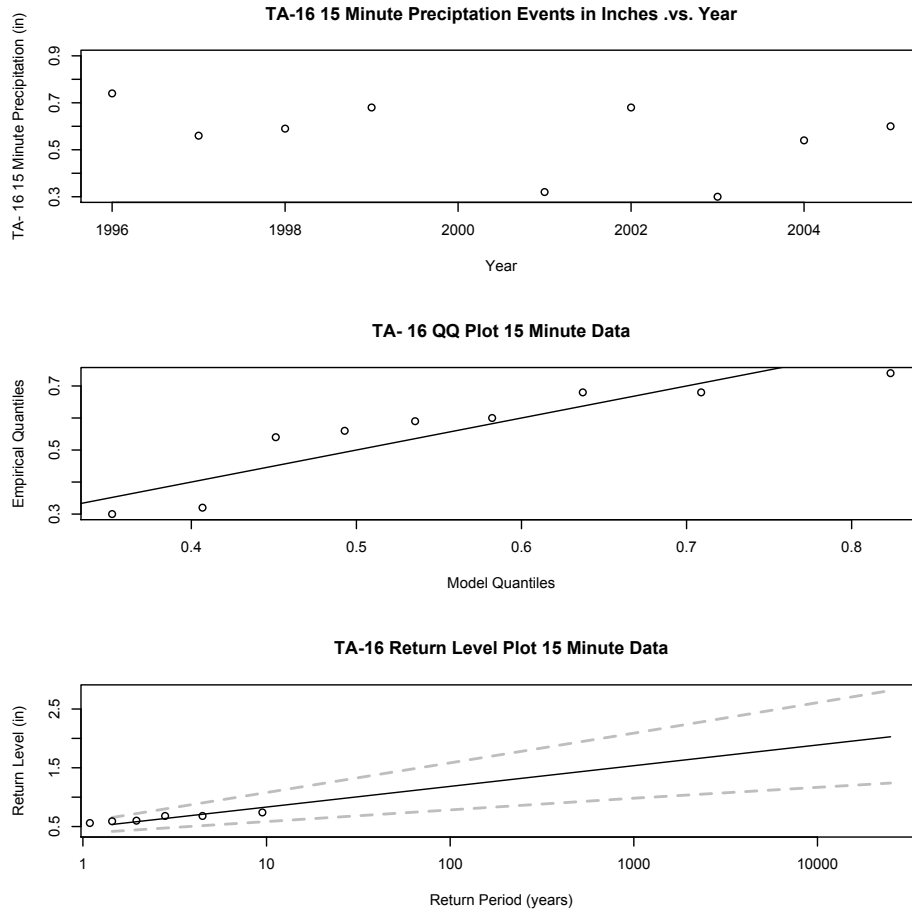 TA-16 15 Minute Preciptation Events in Inches .vs. Year
TA- 16 15 Minute Precipitation (in)
0.9
0.7
0.5
0.3
1996 1998 2000 2002 2004
Year
TA- 16 QQ Plot 15 Minute Data
Empirical Quantiles
0.7
0.5
0.3
0.4 0.5 0.6 0.7 0.8
Model Quantiles
TA-16 Return Level Plot 15 Minute Data
Return Level (in)
2.5
1.5
0.5
1 10 100 1000 10000
Return Period (years)